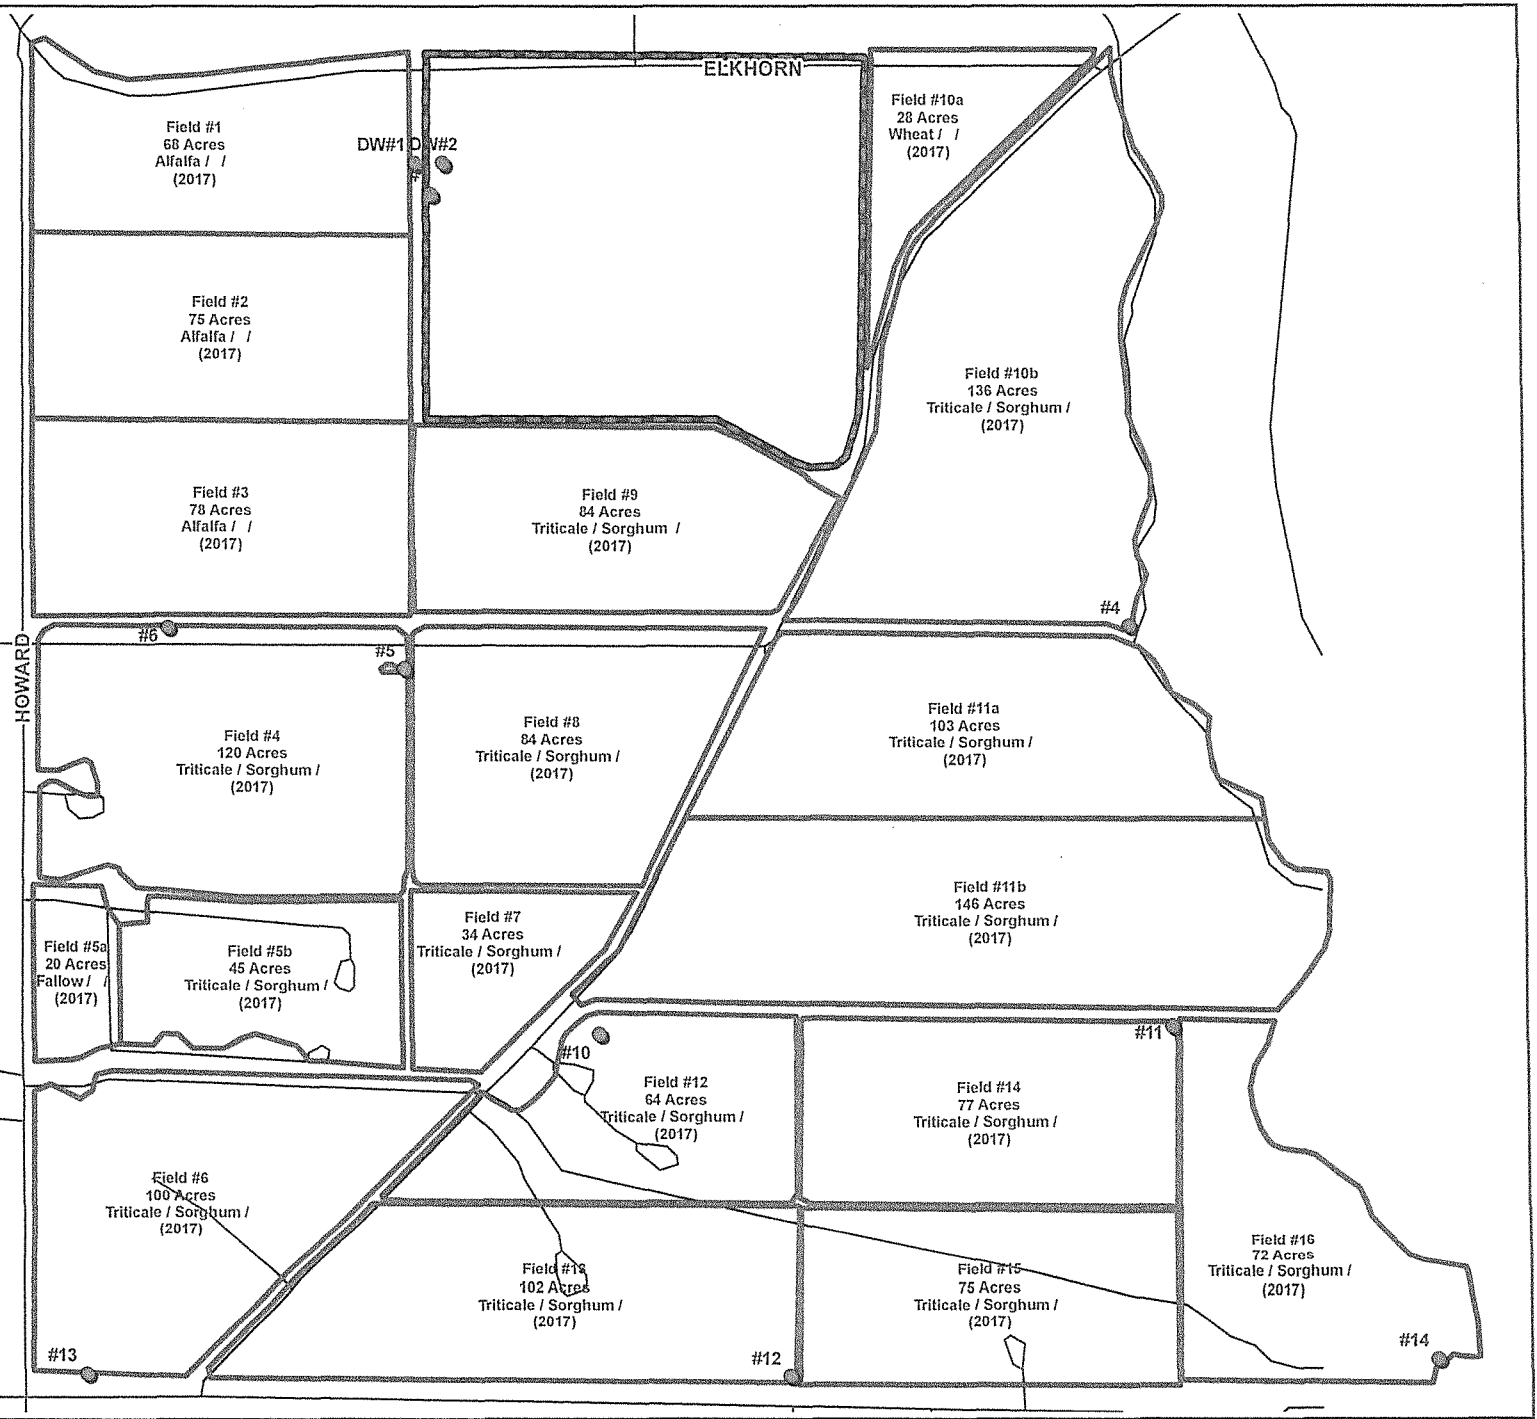 ELKHORN
Field #1
68 Acres
Alfalfa / /
(2017)
DW#1
DW#2
#
Field #10a
28 Acres
Wheat / /
(2017)
Field #2
75 Acres
Alfalfa / /
(2017)
Field #10b
136 Acres
Triticale / Sorghum /
(2017)
Field #3
78 Acres
Alfalfa / /
(2017)
Field #9
84 Acres
Triticale / Sorghum /
(2017)
#4
#6
#5
HOWARD
Field #4
120 Acres
Triticale / Sorghum /
(2017)
Field #8
84 Acres
Triticale / Sorghum /
(2017)
Field #11a
103 Acres
Triticale / Sorghum /
(2017)
Field #11b
146 Acres
Triticale / Sorghum /
(2017)
Field #5a
20 Acres
Fallow / /
(2017)
Field #5b
45 Acres
Triticale / Sorghum /
(2017)
Field #7
34 Acres
Triticale / Sorghum /
(2017)
#10
#11
Field #12
64 Acres
Triticale / Sorghum /
(2017)
Field #14
77 Acres
Triticale / Sorghum /
(2017)
Field #6
100 Acres
Triticale / Sorghum /
(2017)
Field #13
102 Acres
Triticale / Sorghum /
(2017)
Field #15
75 Acres
Triticale / Sorghum /
(2017)
Field #16
72 Acres
Triticale / Sorghum /
(2017)
#13
#12
#14